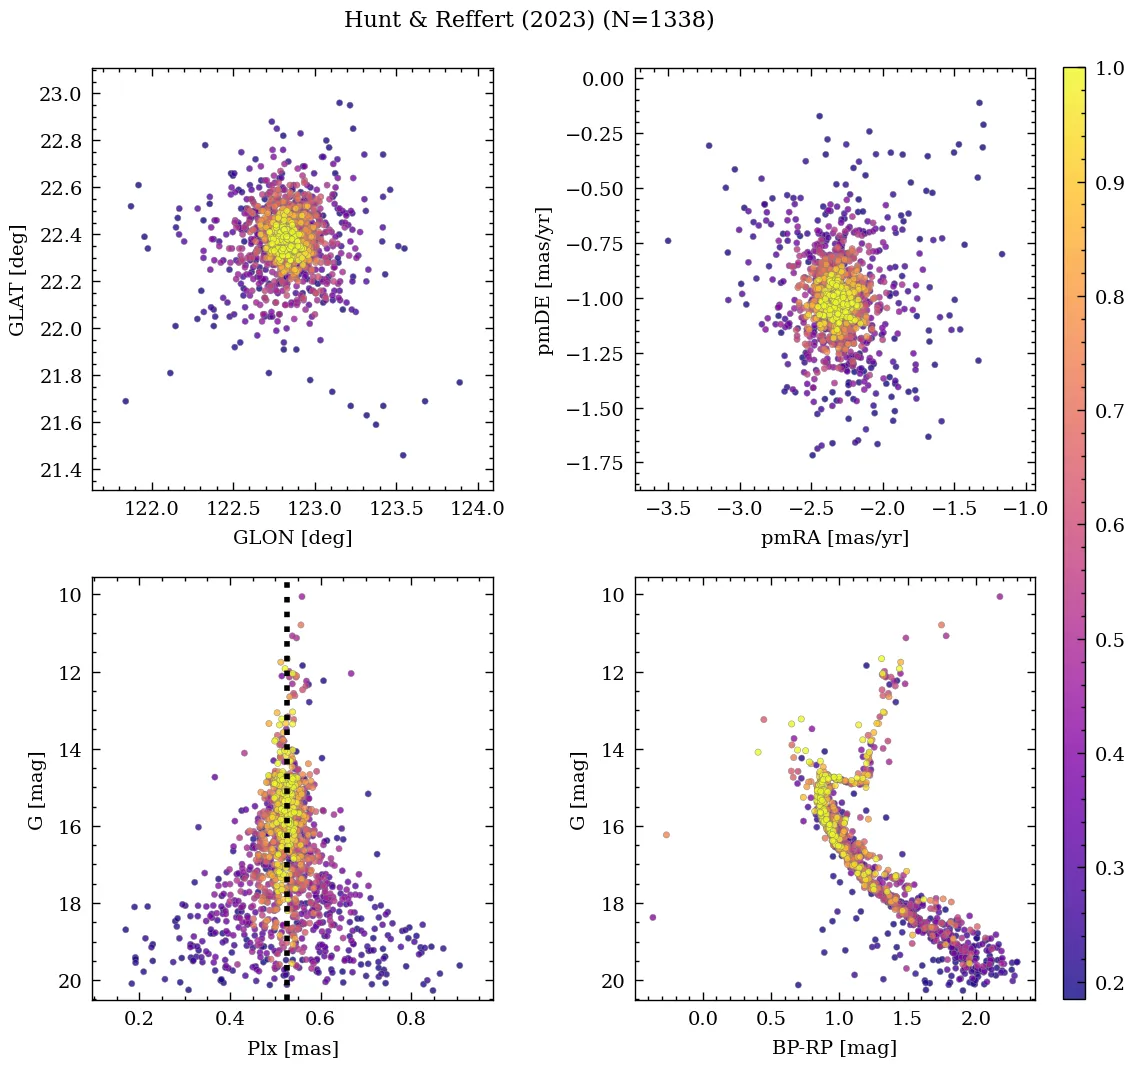 Hunt & Reffert (2023) (N=1338)
23.0
22.8
22.6
22.4
22.2
22.0
21.8
21.6
21.4
GLAT [deg]
122.0 122.5 123.0 123.5 124.0
GLON [deg]
0.00
−0.25
−0.50
−0.75
−1.00
−1.25
−1.50
−1.75
pmDE [mas/yr]
−3.5 −3.0 −2.5 −2.0 −1.5 −1.0
pmRA [mas/yr]
10
12
14
16
18
20
G [mag]
0.2 0.4 0.6 0.8
Plx [mas]
10
12
14
16
18
20
G [mag]
0.0 0.5 1.0 1.5 2.0
BP-RP [mag]
1.0
0.9
0.8
0.7
0.6
0.5
0.4
0.3
0.2